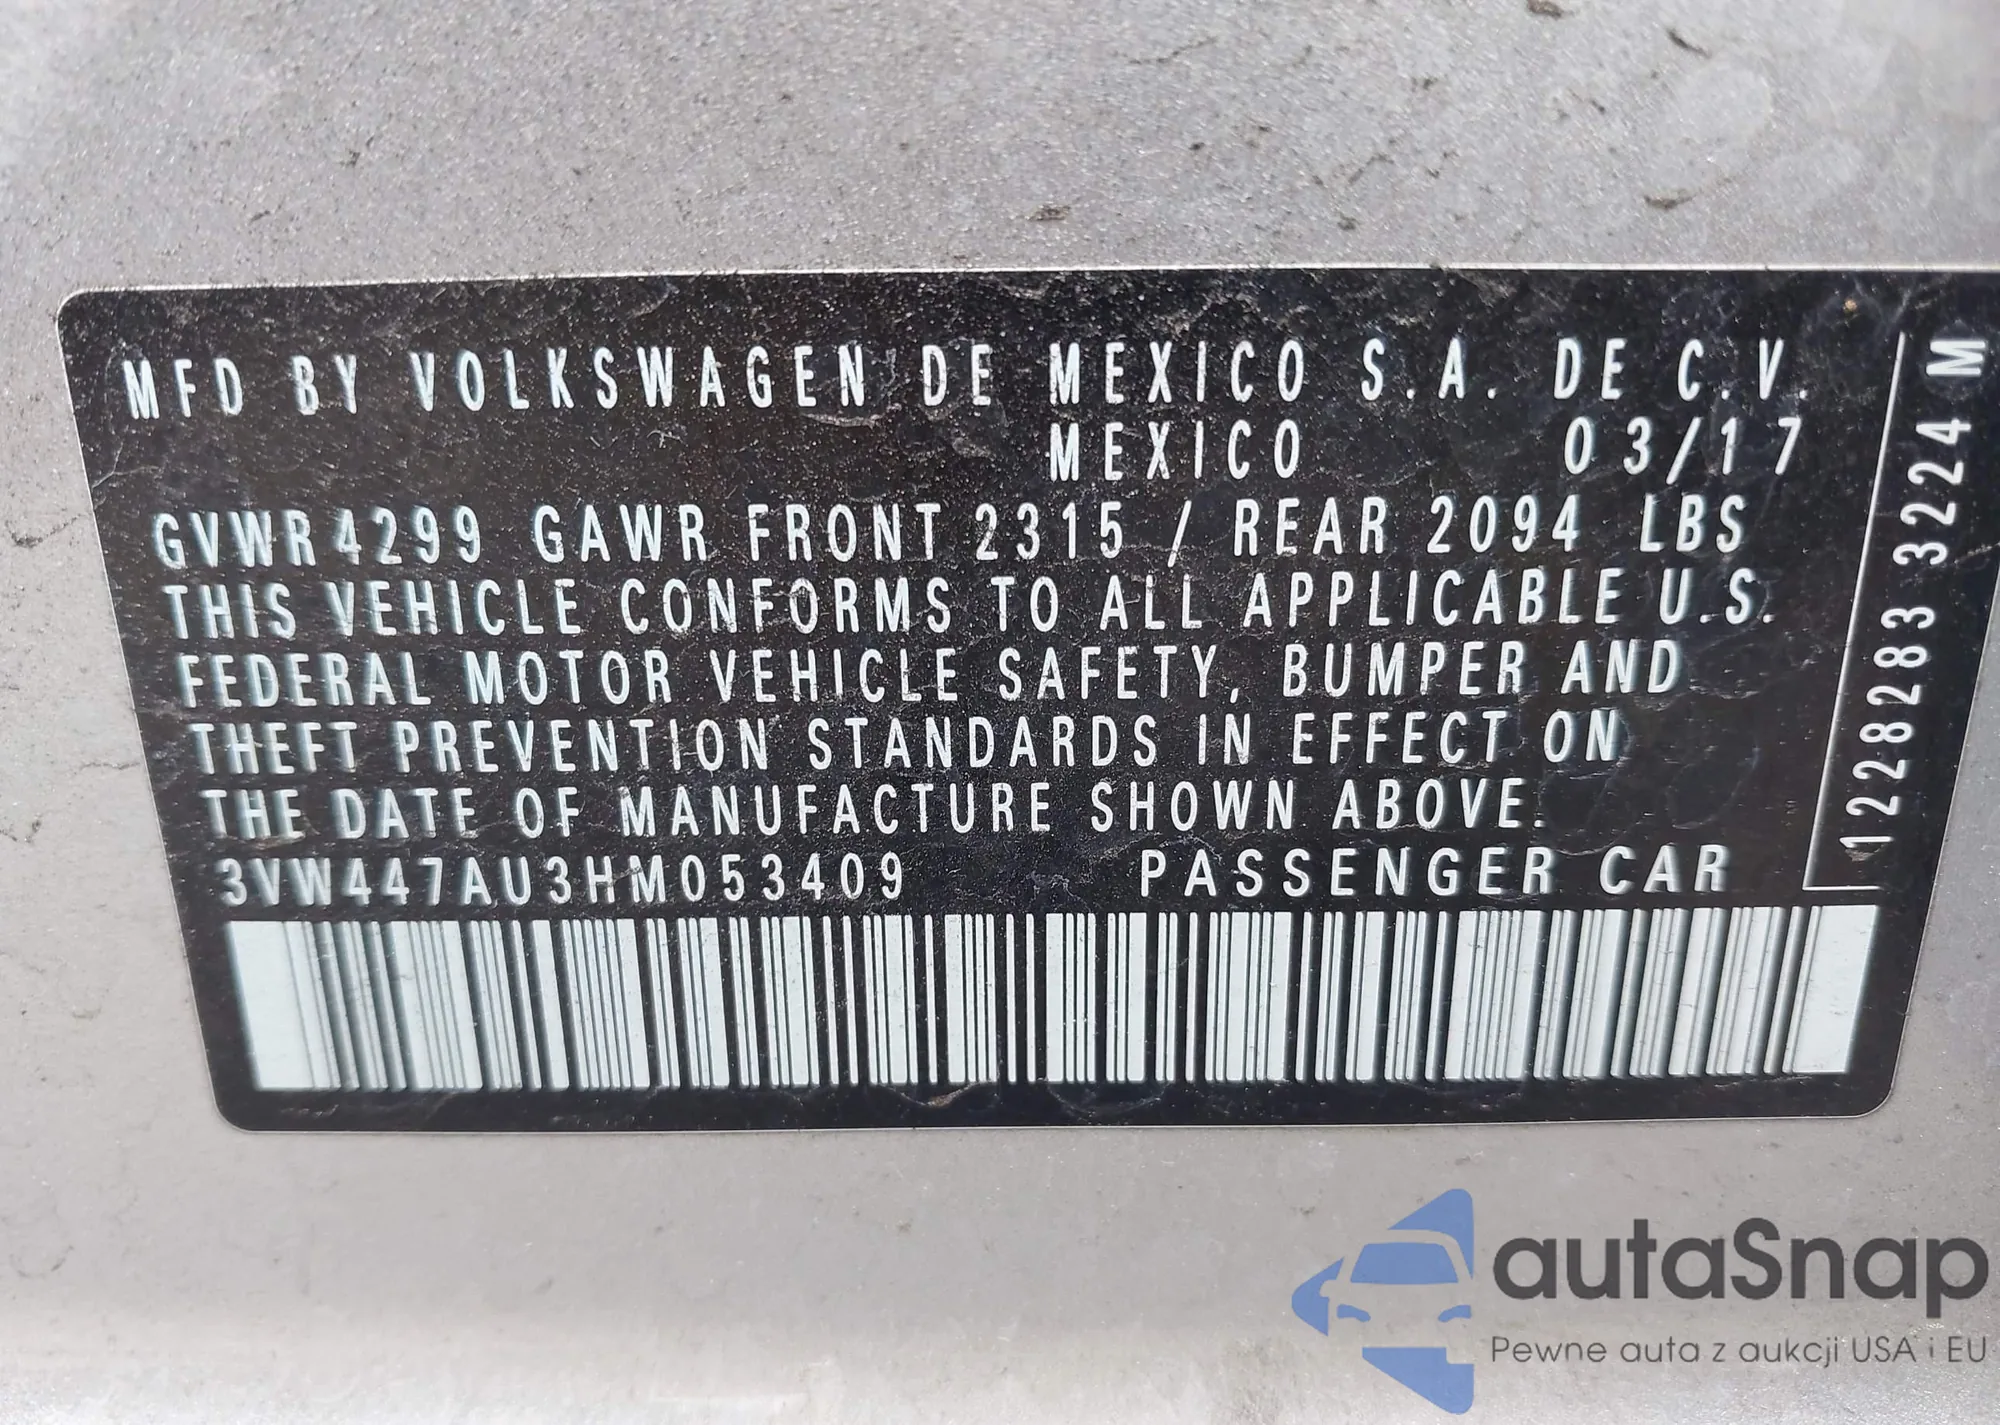 MFD BY VOLKSWAGEN DE MEXICO S.A. DE C.V.
MEXICO 03/17
GVWR 4299 GAWR FRONT 2315 / REAR 2094 LBS
THIS VEHICLE CONFORMS TO ALL APPLICABLE U.S.
FEDERAL MOTOR VEHICLE SAFETY, BUMPER AND
THEFT PREVENTION STANDARDS IN EFFECT ON
THE DATE OF MANUFACTURE SHOWN ABOVE.
3VW447AU3HM053409 PASSENGER CAR
1228283 3224 M
autaSnap
Pewne auta z aukcji USA i EU